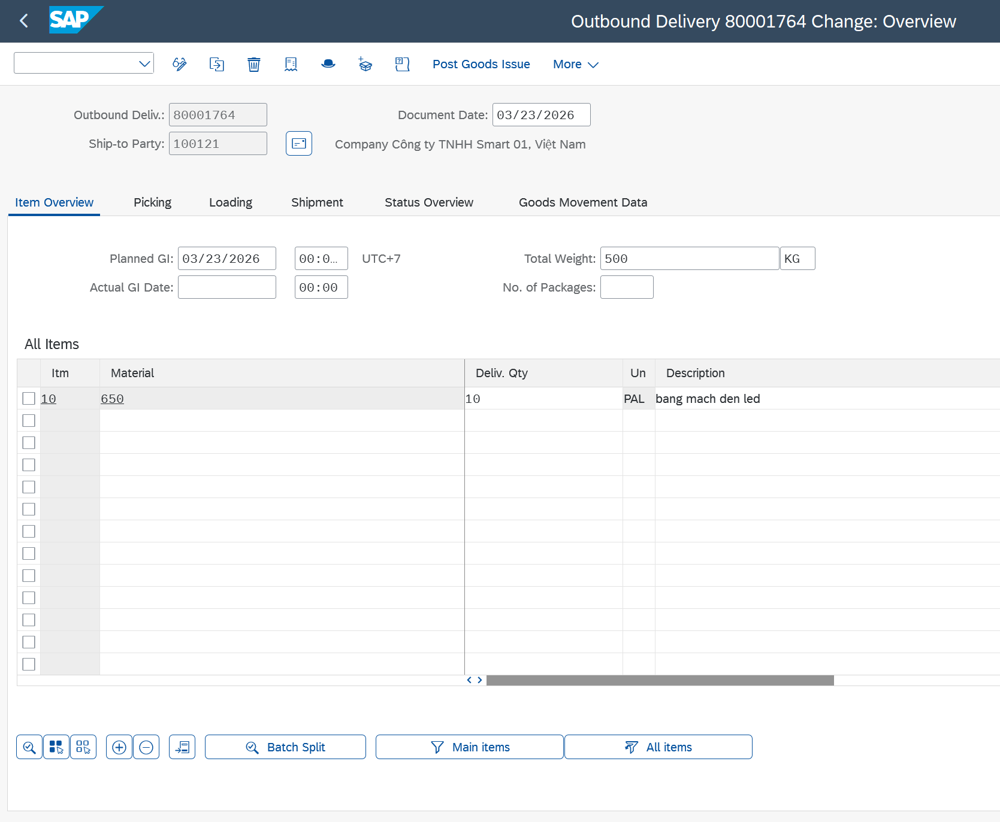 SAP
Outbound Delivery 80001764 Change: Overview
Post Goods Issue
More
Outbound Deliv.: 80001764
Document Date: 03/23/2026
Ship-to Party: 100121
Company Công ty TNHH Smart 01, Việt Nam
Item Overview
Picking
Loading
Shipment
Status Overview
Goods Movement Data
Planned GI: 03/23/2026 00:0... UTC+7
Total Weight: 500 KG
Actual GI Date: 00:00
No. of Packages:
All Items
Itm Material Deliv. Qty Un Description
10 650 10 PAL bang mach den led
Batch Split
Main items
All items